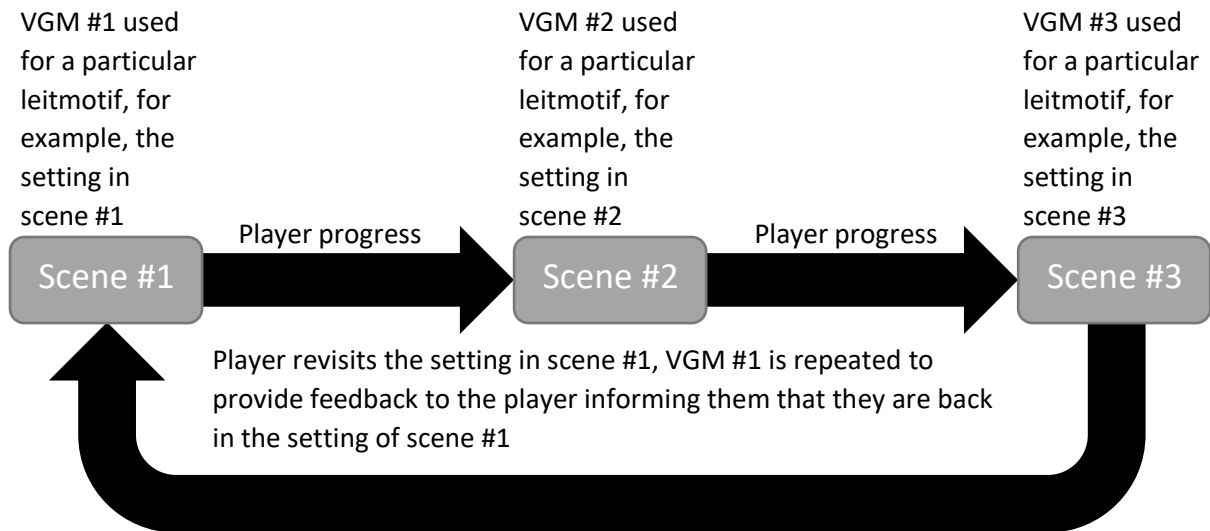 VGM #1 used
for a particular
leitmotif, for
example, the
setting in
scene #1
VGM #2 used
for a particular
leitmotif, for
example, the
setting in
scene #2
VGM #3 used
for a particular
leitmotif, for
example, the
setting in
scene #3
Player progress
Player progress
Scene #1
Scene #2
Scene #3
Player revisits the setting in scene #1, VGM #1 is repeated to
provide feedback to the player informing them that they are back
in the setting of scene #1